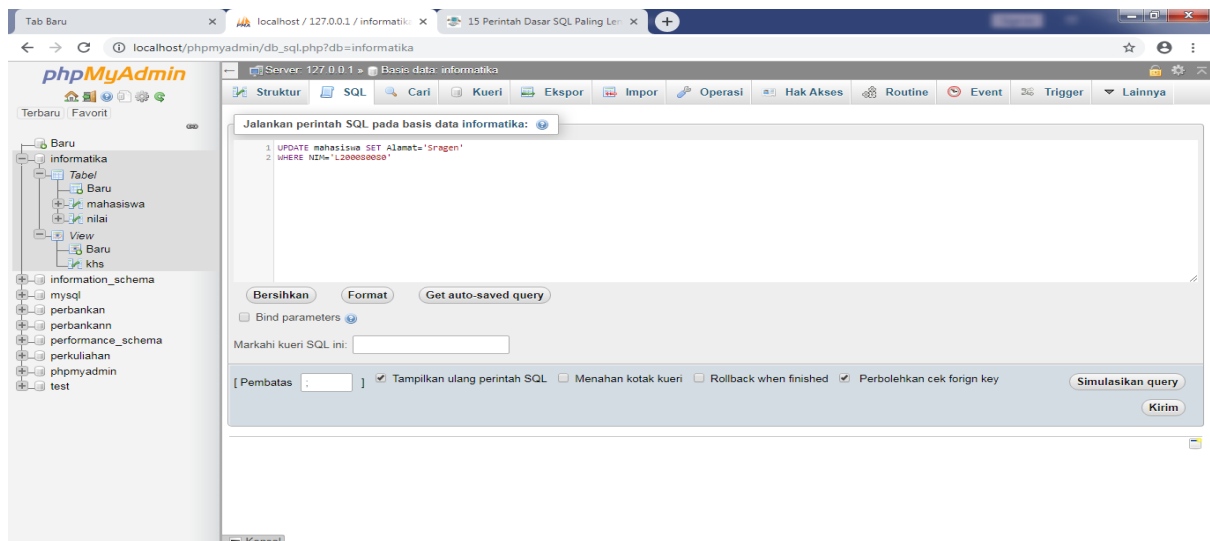 Tab Baru
localhost / 127.0.0.1 / informatika
15 Perintah Dasar SQL Paling Len
localhost/phpmyadmin/db_sql.php?db=informatika
phpMyAdmin
Terbaru Favorit
Baru
informatika
Tabel
Baru
mahasiswa
nilai
View
Baru
khs
information_schema
mysql
perbankan
perbankann
performance_schema
perkuliahan
phpmyadmin
test
Server: 127.0.0.1 » Basis data: informatika
Struktur SQL Cari Kueri Ekspor Impor Operasi Hak Akses Routine Event Trigger Lainnya
Jalankan perintah SQL pada basis data informatika:
1 UPDATE mahasiswa SET Alamat='Sragen'
2 WHERE NIM='L200080080'
Bersihkan Format Get auto-saved query
Bind parameters
Markahi kueri SQL ini:
[ Pembatas ; ] Tampilkan ulang perintah SQL Menahan kotak kueri Rollback when finished Perbolehkan cek forign key
Simulasikan query
Kirim
Konsol